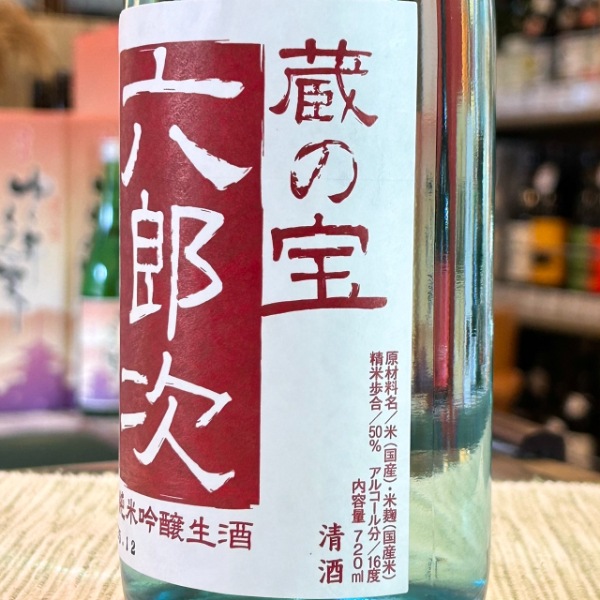 蔵の宝
六郎次
純米吟醸生酒
.12
原材料名／米(国産)・米麹(国産米)
精米歩合／50% アルコール分／16度
内容量 720ml
清酒